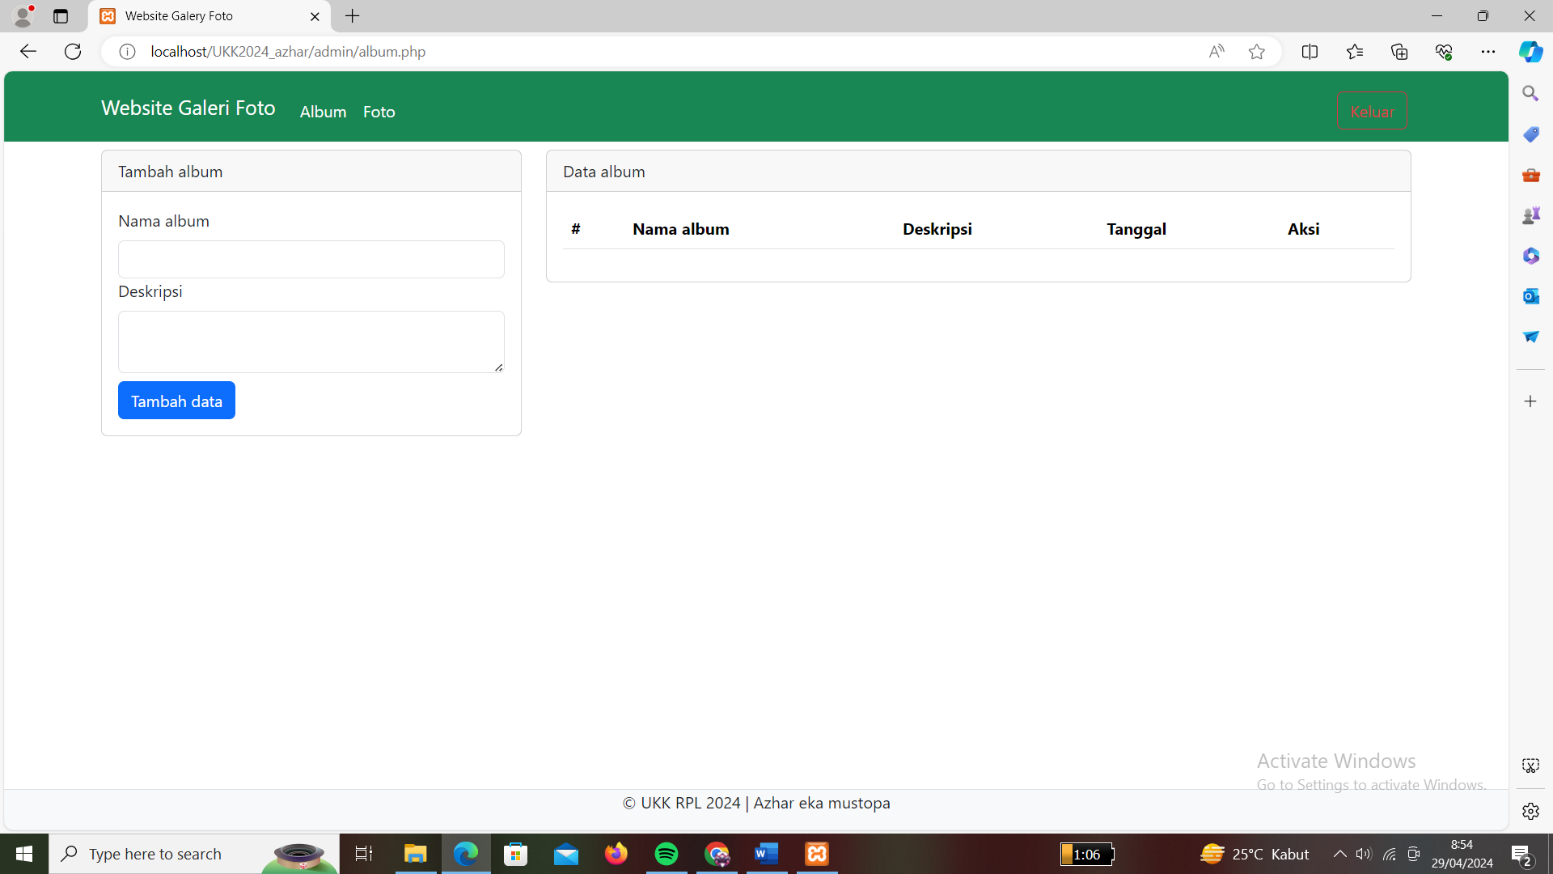 Website Galery Foto
localhost/UKK2024_azhar/admin/album.php
Website Galeri Foto Album Foto Keluar
Tambah album
Nama album
Deskripsi
Tambah data
Data album
# Nama album Deskripsi Tanggal Aksi
Activate Windows
Go to Settings to activate Windows.
© UKK RPL 2024 | Azhar eka mustopa
Type here to search
1:06
25°C Kabut
8:54
29/04/2024
2